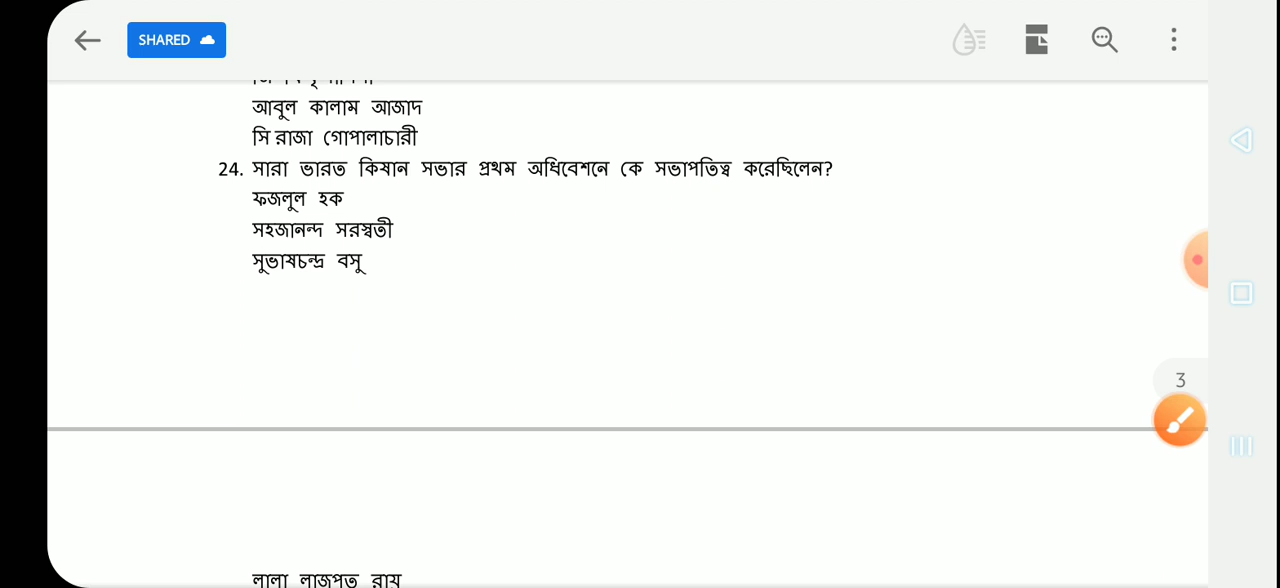 SHARED
আবুল কালাম আজাদ
সি রাজা গোপালাচারী
24. সারা ভারত কিষান সভার প্রথম অধিবেশনে কে সভাপতিত্ব করেছিলেন?
ফজলুল হক
সহজানন্দ সরস্বতী
সুভাষচন্দ্র বসু
3
লালা লাজপত রায়